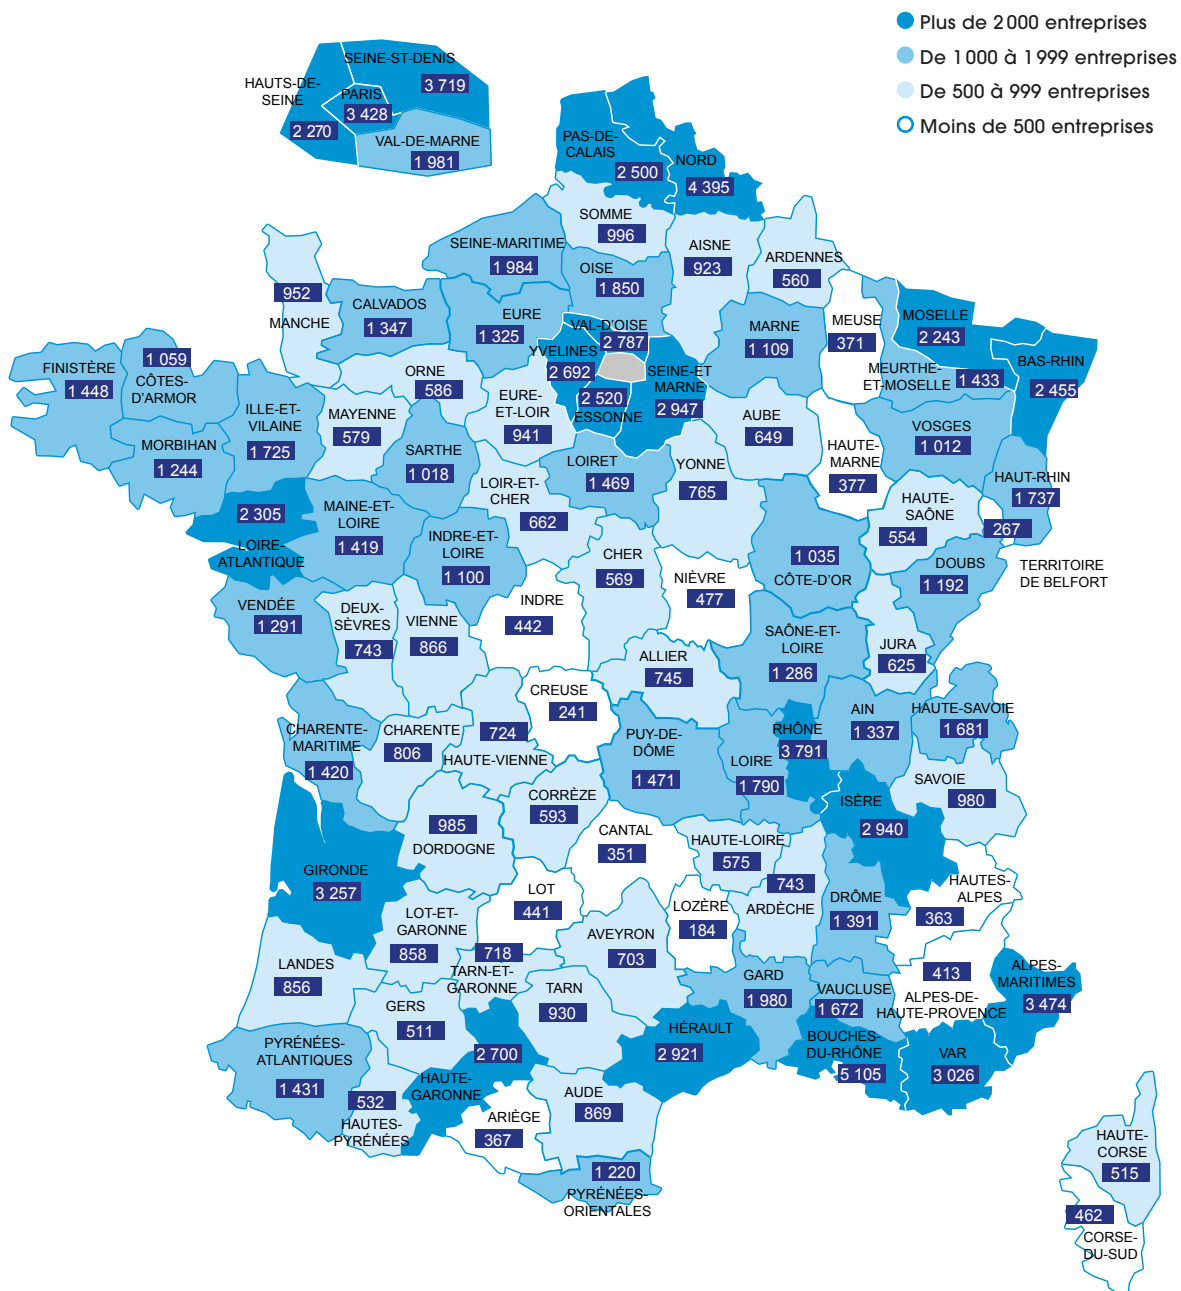 Plus de 2 000 entreprises
De 1 000 à 1 999 entreprises
De 500 à 999 entreprises
Moins de 500 entreprises
SEINE-ST-DENIS
3 719
HAUTS-DE-
SEINE
2 270
PARIS
3 428
VAL-DE-MARNE
1 981
PAS-DE-
CALAIS
2 500
NORD
4 395
SOMME
996
SEINE-MARITIME
1 984
OISE
1 850
AISNE
923
ARDENNES
560
952
MANCHE
CALVADOS
1 347
EURE
1 325
VAL-D'OISE
2 787
YVELINES
2 692
2 520
ESSONNE
SEINE-ET
MARNE
2 947
MARNE
1 109
MEUSE
371
MOSELLE
2 243
MEURTHE-
ET-MOSELLE
1 433
BAS-RHIN
2 455
FINISTÈRE
1 448
1 059
CÔTES-
D'ARMOR
MORBIHAN
1 244
ILLE-ET-
VILAINE
1 725
MAYENNE
579
ORNE
586
SARTHE
1 018
EURE-
ET-LOIR
941
LOIRET
1 469
YONNE
765
AUBE
649
HAUTE-
MARNE
377
VOSGES
1 012
HAUT-RHIN
1 737
HAUTE-
SAÔNE
554
267
TERRITOIRE
DE BELFORT
2 305
LOIRE-
ATLANTIQUE
MAINE-ET-
LOIRE
1 419
INDRE-ET-
LOIRE
1 100
LOIR-ET-
CHER
662
CHER
569
NIÈVRE
477
1 035
CÔTE-D'OR
DOUBS
1 192
VENDÉE
1 291
DEUX-
SÈVRES
743
VIENNE
866
INDRE
442
ALLIER
745
SAÔNE-ET-
LOIRE
1 286
JURA
625
CREUSE
241
CHARENTE-
MARITIME
1 420
CHARENTE
806
724
HAUTE-VIENNE
PUY-DE-
DÔME
1 471
LOIRE
1 790
RHÔNE
3 791
AIN
1 337
HAUTE-SAVOIE
1 681
SAVOIE
980
ISÈRE
2 940
985
DORDOGNE
CORRÈZE
593
CANTAL
351
HAUTE-LOIRE
575
743
ARDÈCHE
DRÔME
1 391
HAUTES-
ALPES
363
GIRONDE
3 257
LOT-ET-
GARONNE
858
LOT
441
AVEYRON
703
LOZÈRE
184
LANDES
856
GERS
511
718
TARN-ET-
GARONNE
TARN
930
GARD
1 980
VAUCLUSE
1 672
413
ALPES-DE-
HAUTE-PROVENCE
ALPES-
MARITIMES
3 474
PYRÉNÉES-
ATLANTIQUES
1 431
532
HAUTES-
PYRÉNÉES
2 700
HAUTE-
GARONNE
ARIÈGE
367
AUDE
869
HÉRAULT
2 921
BOUCHES-
DU-RHÔNE
5 105
VAR
3 026
1 220
PYRÉNÉES-
ORIENTALES
HAUTE-
CORSE
515
462
CORSE-
DU-SUD